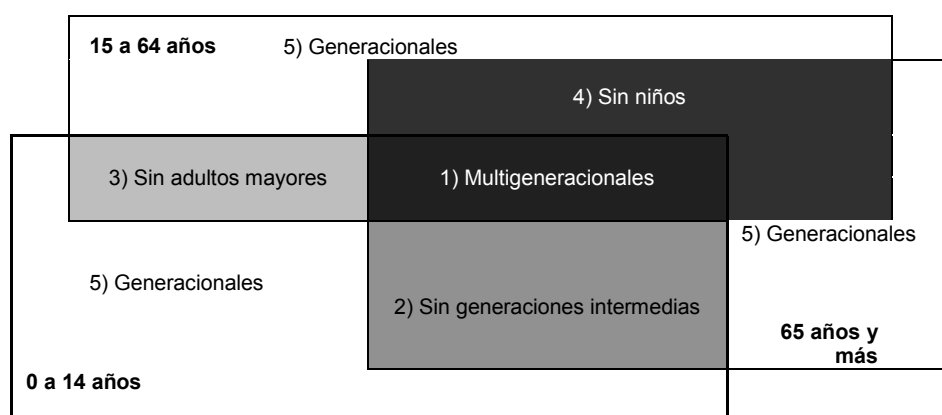 15 a 64 años
5) Generacionales
4) Sin niños
3) Sin adultos mayores
1) Multigeneracionales
5) Generacionales
5) Generacionales
2) Sin generaciones intermedias
65 años y
más
0 a 14 años